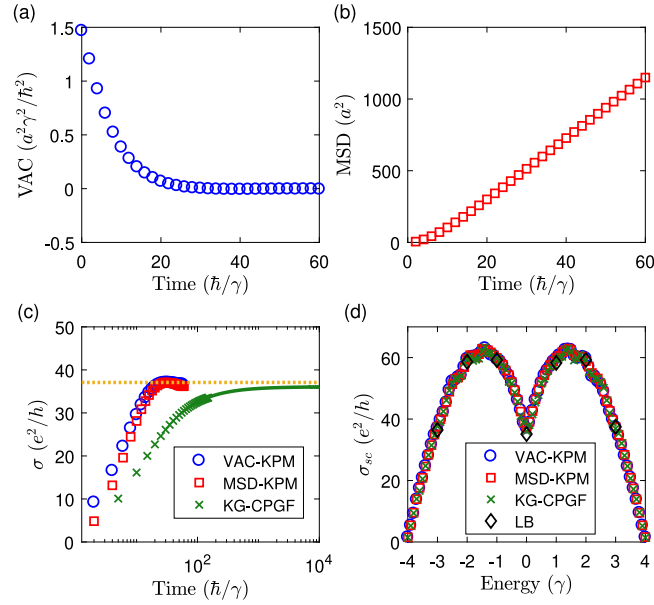 (a)
VAC (a²γ²/ħ²)
1.5
1
0.5
0
-0.5
0 20 40 60
Time (ħ/γ)
(b)
MSD (a²)
1500
1000
500
0
0 20 40 60
Time (ħ/γ)
(c)
σ (e²/h)
50
40
30
20
10
0
10² 10⁴
Time (ħ/γ)
VAC-KPM
MSD-KPM
KG-CPGF
(d)
σsc (e²/h)
60
40
20
0
-4 -3 -2 -1 0 1 2 3 4
Energy (γ)
VAC-KPM
MSD-KPM
KG-CPGF
LB